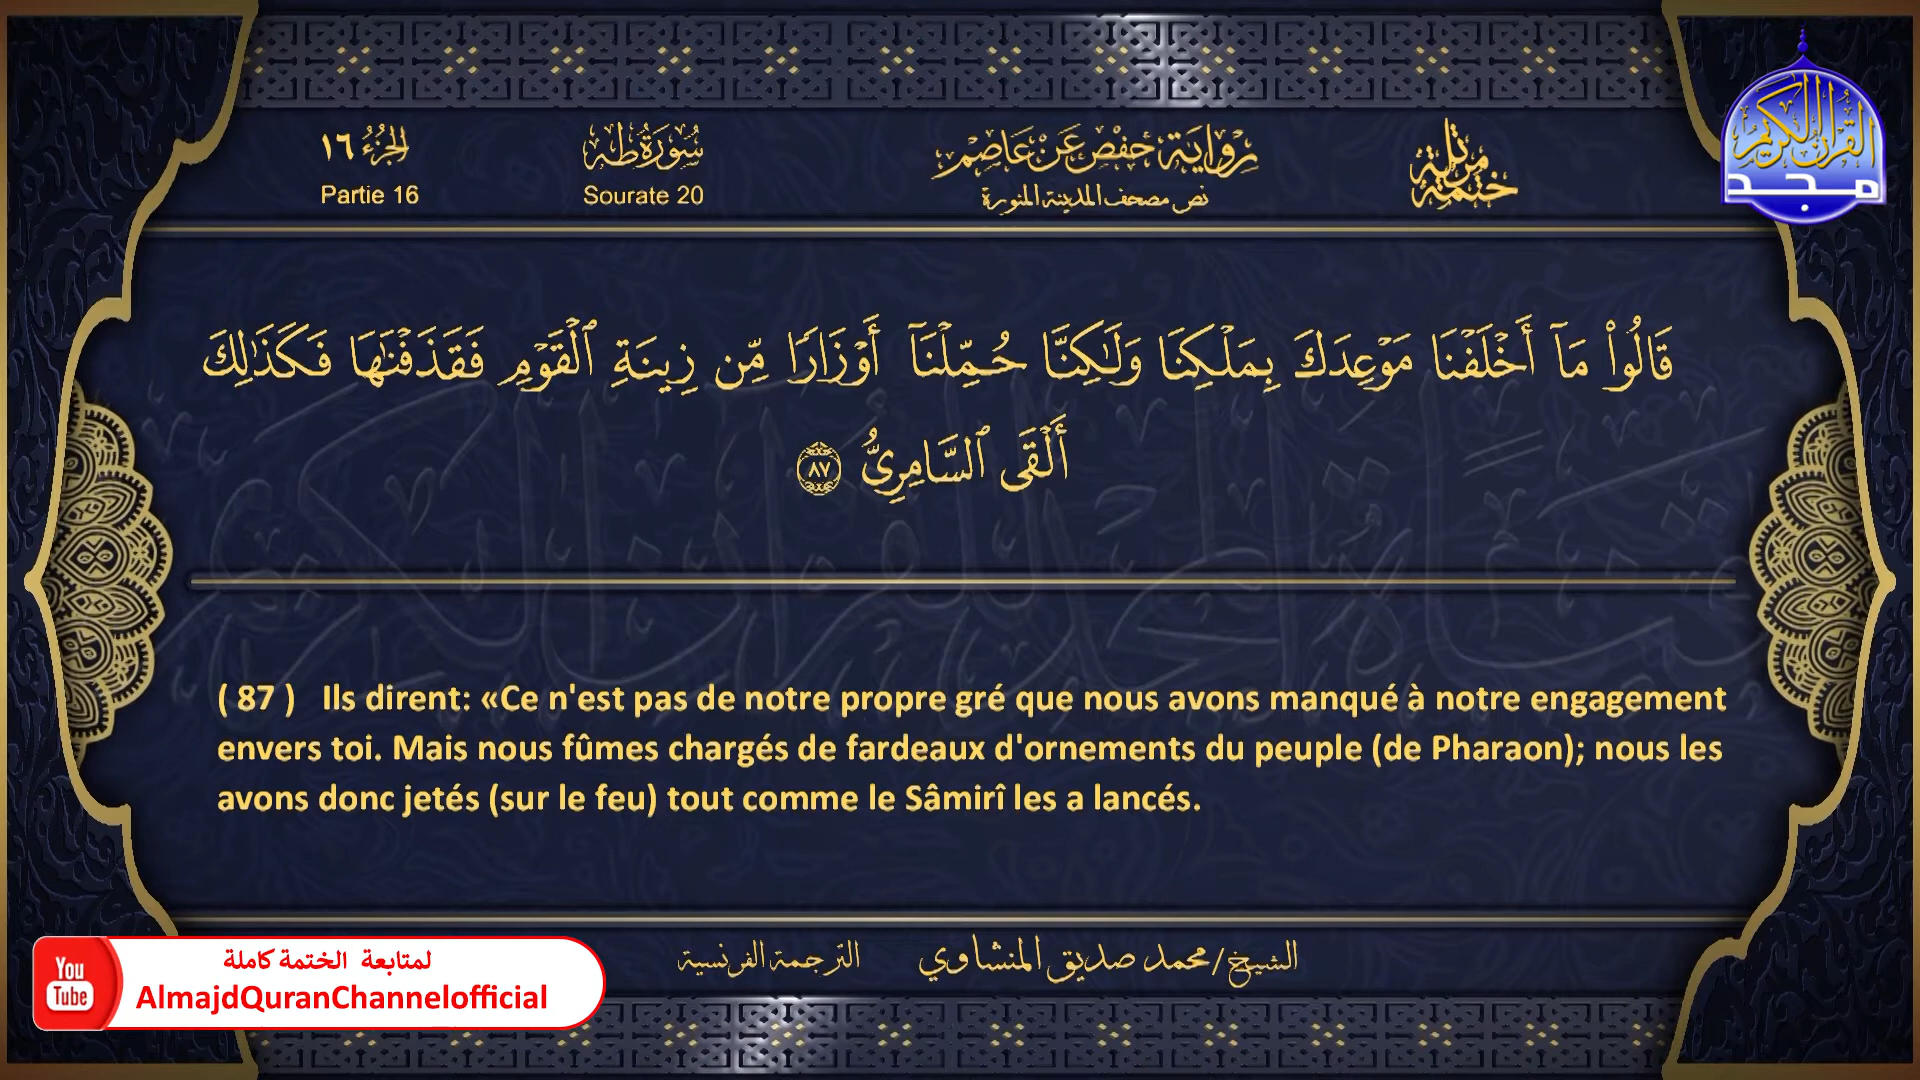 الجزء ١٦
Partie 16
سورة طه
Sourate 20
رواية حفص عن عاصم
نص مصحف المدينة المنورة
ختمة مرتلة
القرآن الكريم
مجد
قَالُوا۟ مَآ أَخْلَفْنَا مَوْعِدَكَ بِمَلْكِنَا وَلَـٰكِنَّا حُمِّلْنَآ أَوْزَارًا مِّن زِينَةِ ٱلْقَوْمِ فَقَذَفْنَـٰهَا فَكَذَٰلِكَ
أَلْقَى ٱلسَّامِرِىُّ ٨٧
( 87 ) Ils dirent: «Ce n'est pas de notre propre gré que nous avons manqué à notre engagement
envers toi. Mais nous fûmes chargés de fardeaux d'ornements du peuple (de Pharaon); nous les
avons donc jetés (sur le feu) tout comme le Sâmirî les a lancés.
الشيخ/محمد صديق المنشاوي
الترجمة الفرنسية
You
Tube
لمتابعة الختمة كاملة
AlmajdQuranChannelofficial